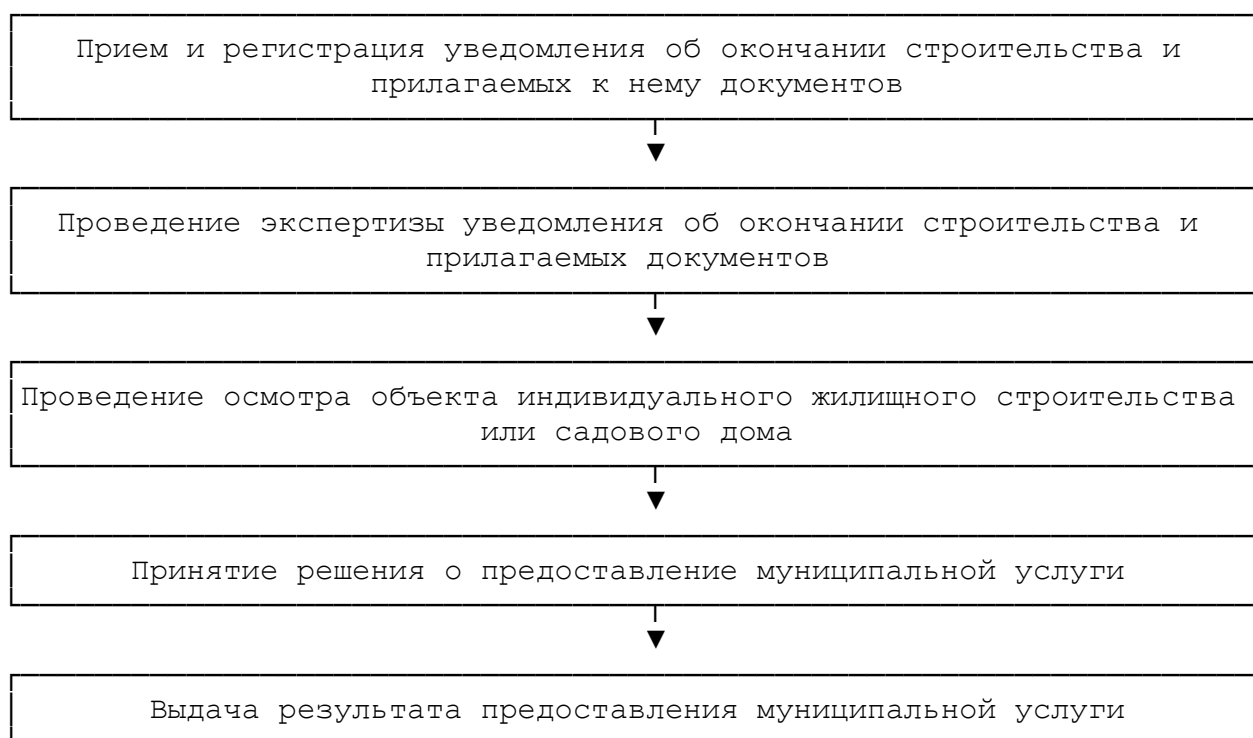 Прием и регистрация уведомления об окончании строительства и
прилагаемых к нему документов
Проведение экспертизы уведомления об окончании строительства и
прилагаемых документов
Проведение осмотра объекта индивидуального жилищного строительства
или садового дома
Принятие решения о предоставление муниципальной услуги
Выдача результата предоставления муниципальной услуги